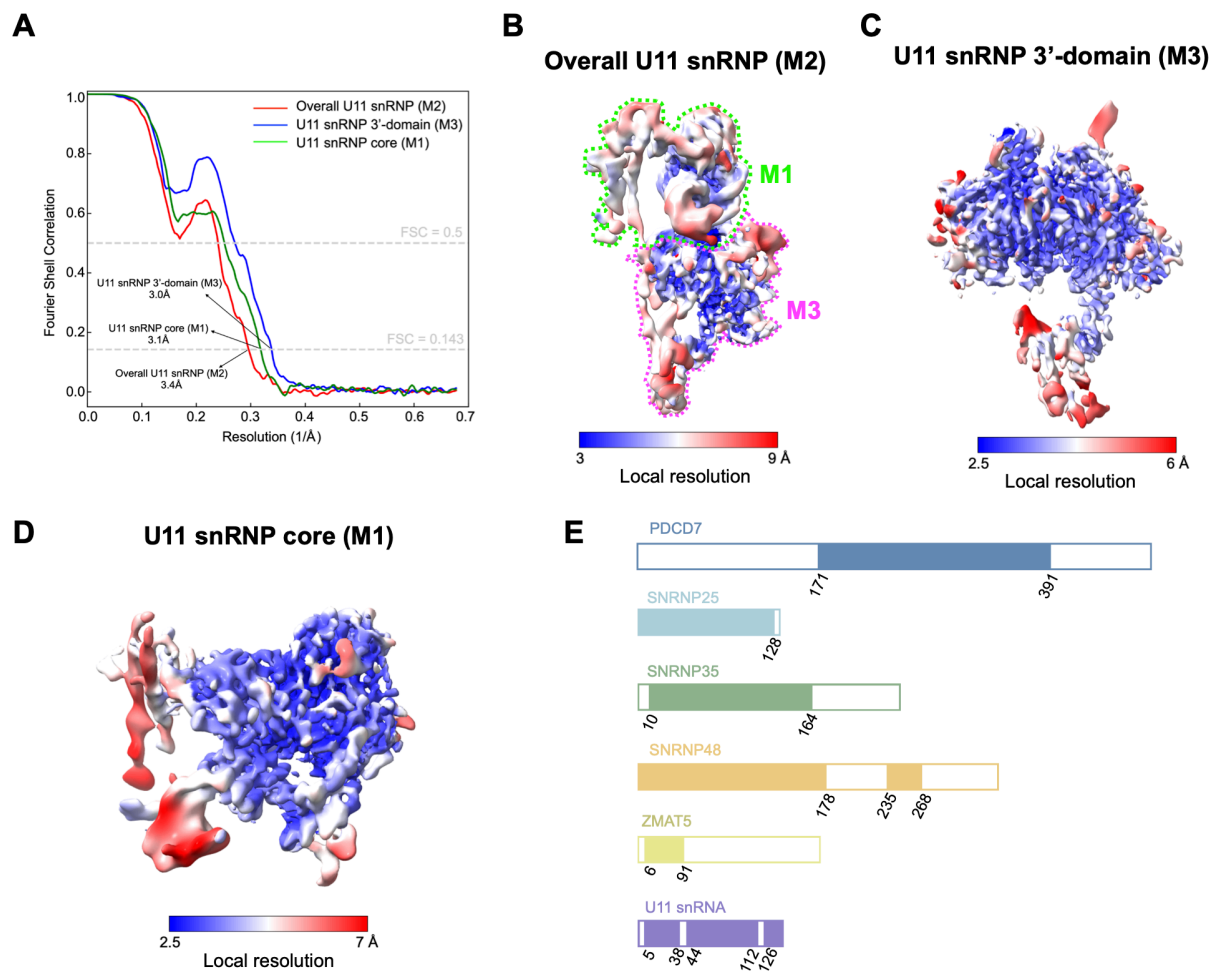 A
1.0
0.8
0.6
0.4
0.2
0.0
Fourier Shell Correlation
Overall U11 snRNP (M2)
U11 snRNP 3’-domain (M3)
U11 snRNP core (M1)
FSC = 0.5
U11 snRNP 3’-domain (M3)
3.0Å
U11 snRNP core (M1)
3.1Å
FSC = 0.143
Overall U11 snRNP (M2)
3.4Å
0.0 0.1 0.2 0.3 0.4 0.5 0.6 0.7
Resolution (1/Å)
B
Overall U11 snRNP (M2)
M1
M3
3 9 Å
Local resolution
C
U11 snRNP 3’-domain (M3)
2.5 6 Å
Local resolution
D
U11 snRNP core (M1)
2.5 7 Å
Local resolution
E
PDCD7
171 391
SNRNP25
128
SNRNP35
10 164
SNRNP48
178 235 268
ZMAT5
6 91
U11 snRNA
5 38 44 112 126